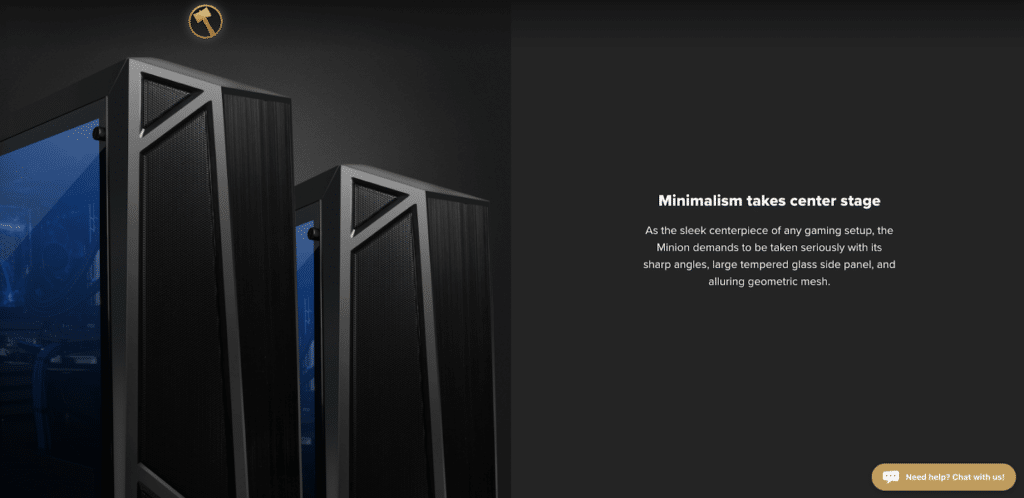 Minimalism takes center stage
As the sleek centerpiece of any gaming setup, the
Minion demands to be taken seriously with its
sharp angles, large tempered glass side panel, and
alluring geometric mesh.
Need help? Chat with us!